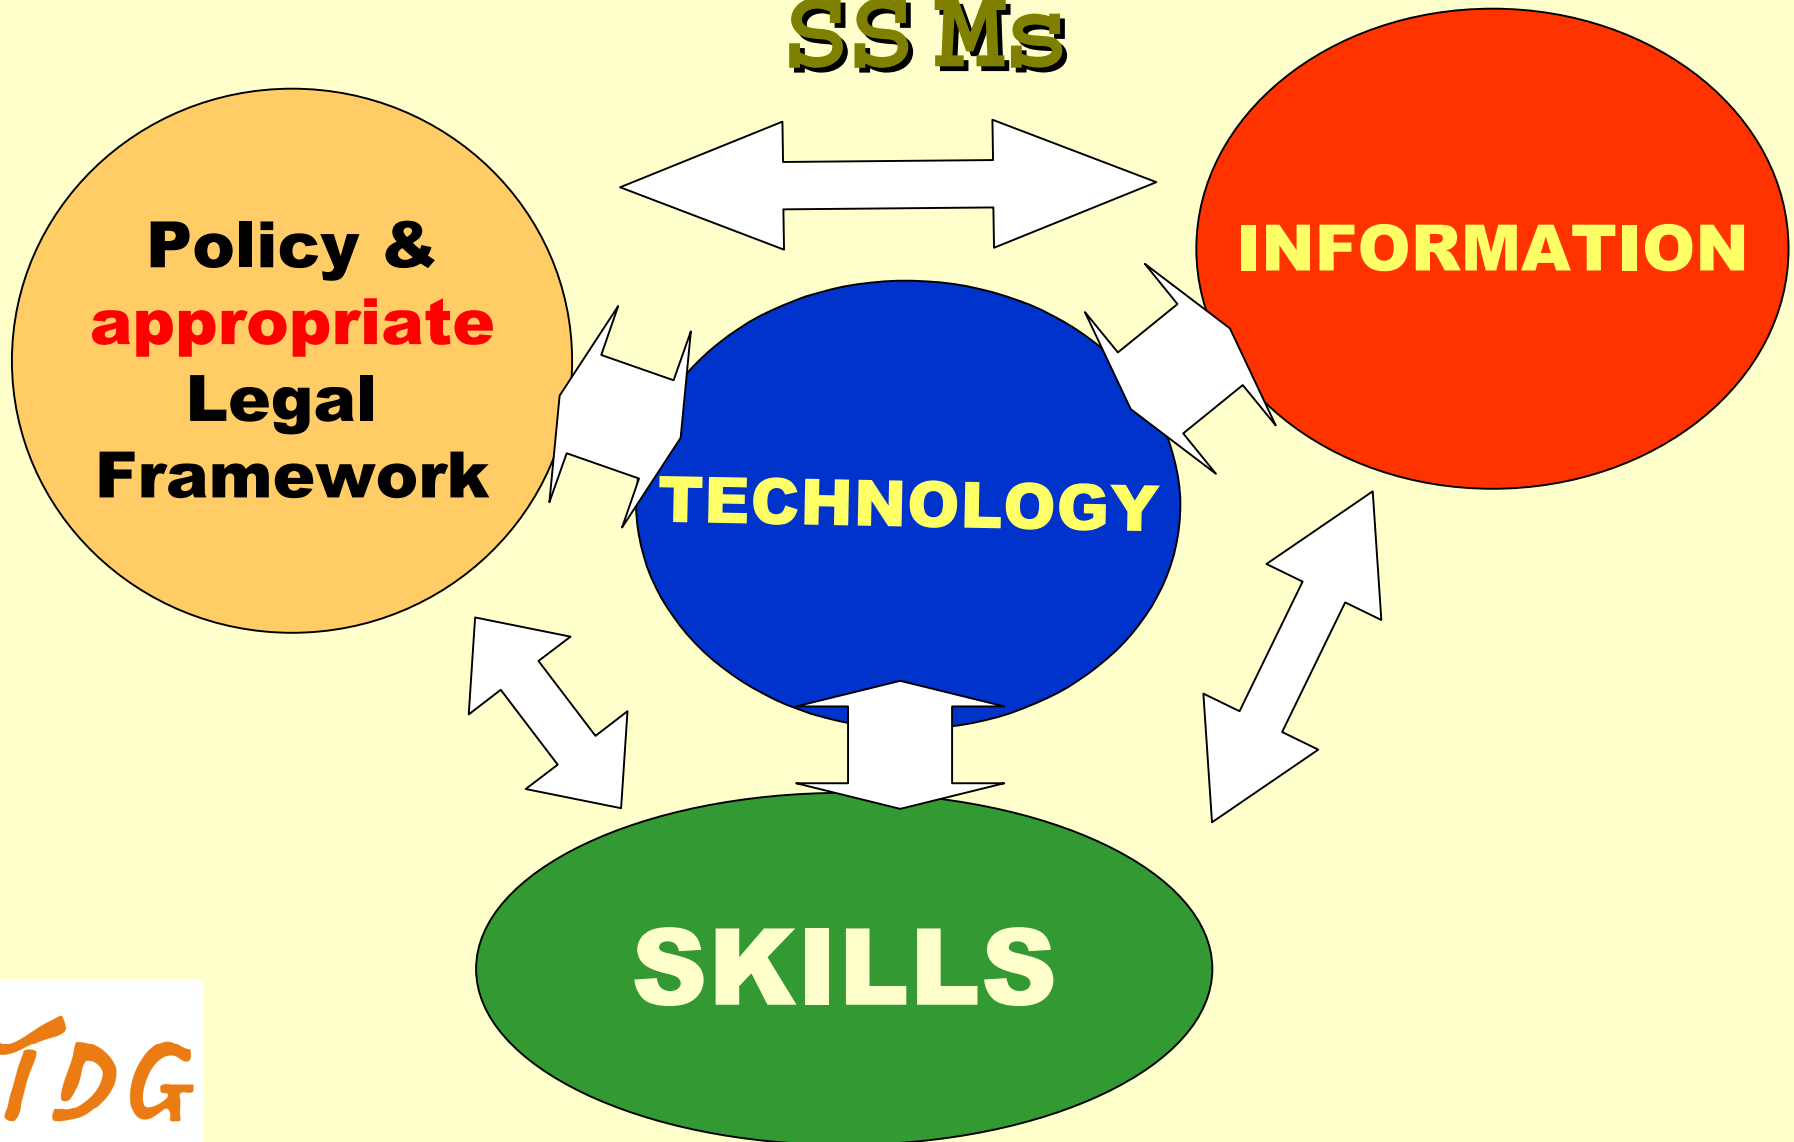 SS Ms
Policy &
appropriate
Legal
Framework
INFORMATION
TECHNOLOGY
SKILLS
TDG